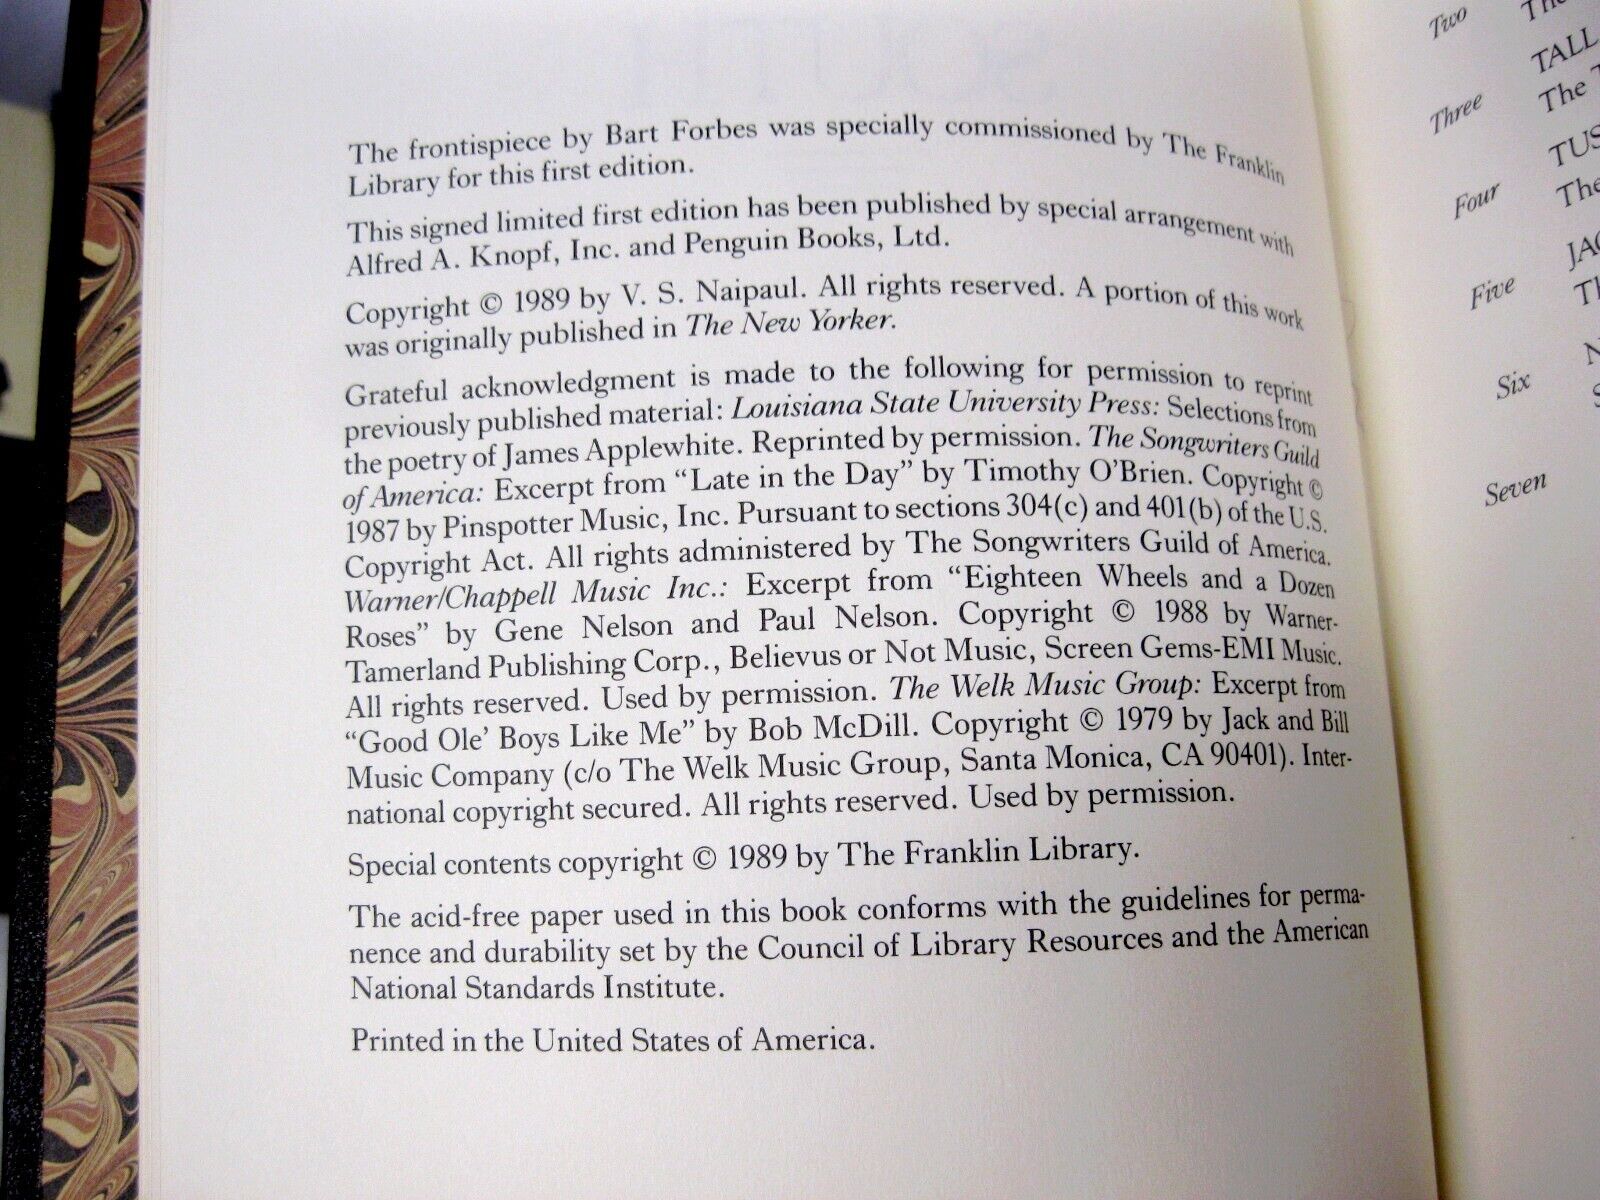 The frontispiece by Bart Forbes was specially commissioned by The Franklin
Library for this first edition.
This signed limited first edition has been published by special arrangement with
Alfred A. Knopf, Inc. and Penguin Books, Ltd.
Copyright © 1989 by V. S. Naipaul. All rights reserved. A portion of this work
was originally published in The New Yorker.
Grateful acknowledgment is made to the following for permission to reprint
previously published material: Louisiana State University Press: Selections from
the poetry of James Applewhite. Reprinted by permission. The Songwriters Guild
of America: Excerpt from “Late in the Day” by Timothy O’Brien. Copyright ©
1987 by Pinspotter Music, Inc. Pursuant to sections 304(c) and 401(b) of the U.S.
Copyright Act. All rights administered by The Songwriters Guild of America.
Warner/Chappell Music Inc.: Excerpt from “Eighteen Wheels and a Dozen
Roses” by Gene Nelson and Paul Nelson. Copyright © 1988 by Warner-
Tamerland Publishing Corp., Believus or Not Music, Screen Gems-EMI Music.
All rights reserved. Used by permission. The Welk Music Group: Excerpt from
“Good Ole’ Boys Like Me” by Bob McDill. Copyright © 1979 by Jack and Bill
Music Company (c/o The Welk Music Group, Santa Monica, CA 90401). Inter-
national copyright secured. All rights reserved. Used by permission.
Special contents copyright © 1989 by The Franklin Library.
The acid-free paper used in this book conforms with the guidelines for perma-
nence and durability set by the Council of Library Resources and the American
National Standards Institute.
Printed in the United States of America.
Two
TALL
Three The
TUS
Four The
JAC
Five
Six
Seven